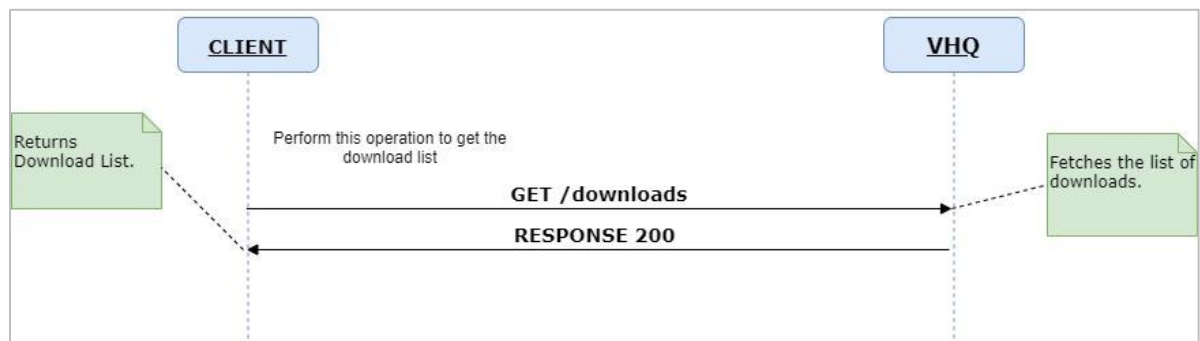 CLIENT
VHQ
Returns
Download List.
Perform this operation to get the
download list
Fetches the list of
downloads.
GET /downloads
RESPONSE 200